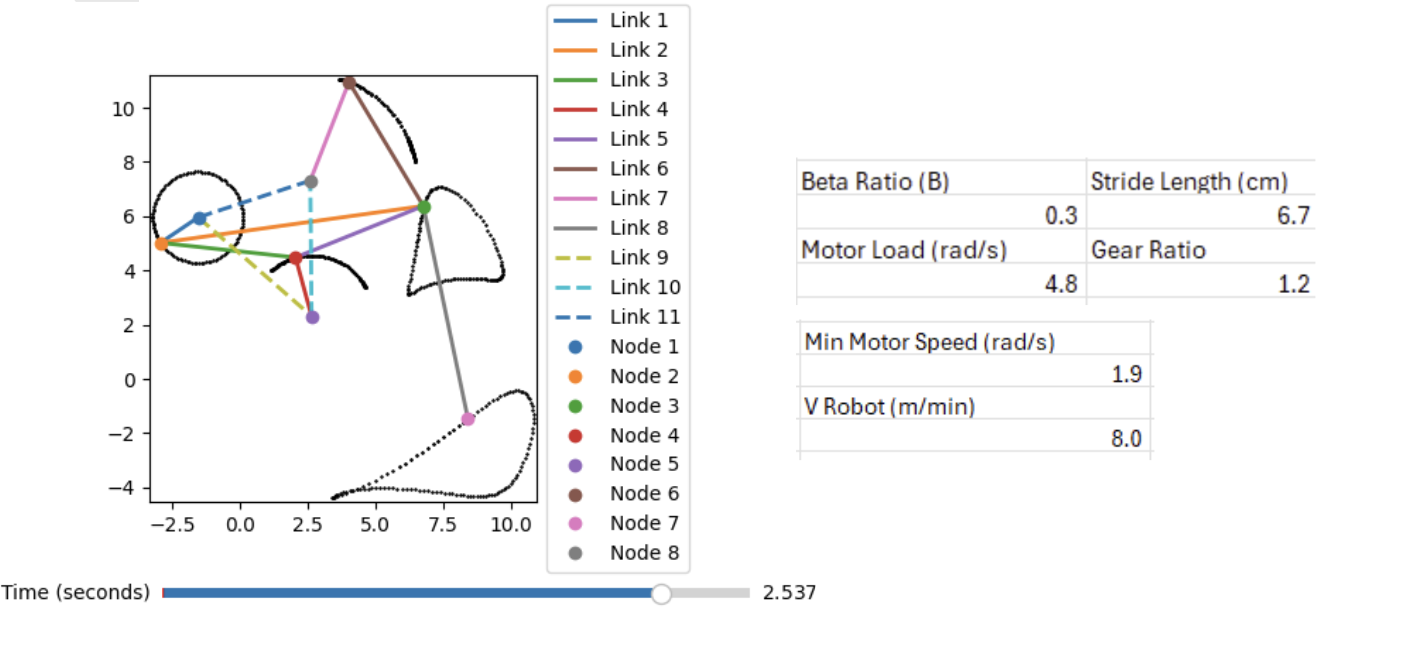 Link 1
Link 2
Link 3
Link 4
Link 5
Link 6
Link 7
Link 8
Link 9
Link 10
Link 11
Node 1
Node 2
Node 3
Node 4
Node 5
Node 6
Node 7
Node 8
10
8
6
4
2
0
−2
−4
−2.5 0.0 2.5 5.0 7.5 10.0
Time (seconds) 2.537
Beta Ratio (B) Stride Length (cm)
0.3 6.7
Motor Load (rad/s) Gear Ratio
4.8 1.2
Min Motor Speed (rad/s)
1.9
V Robot (m/min)
8.0